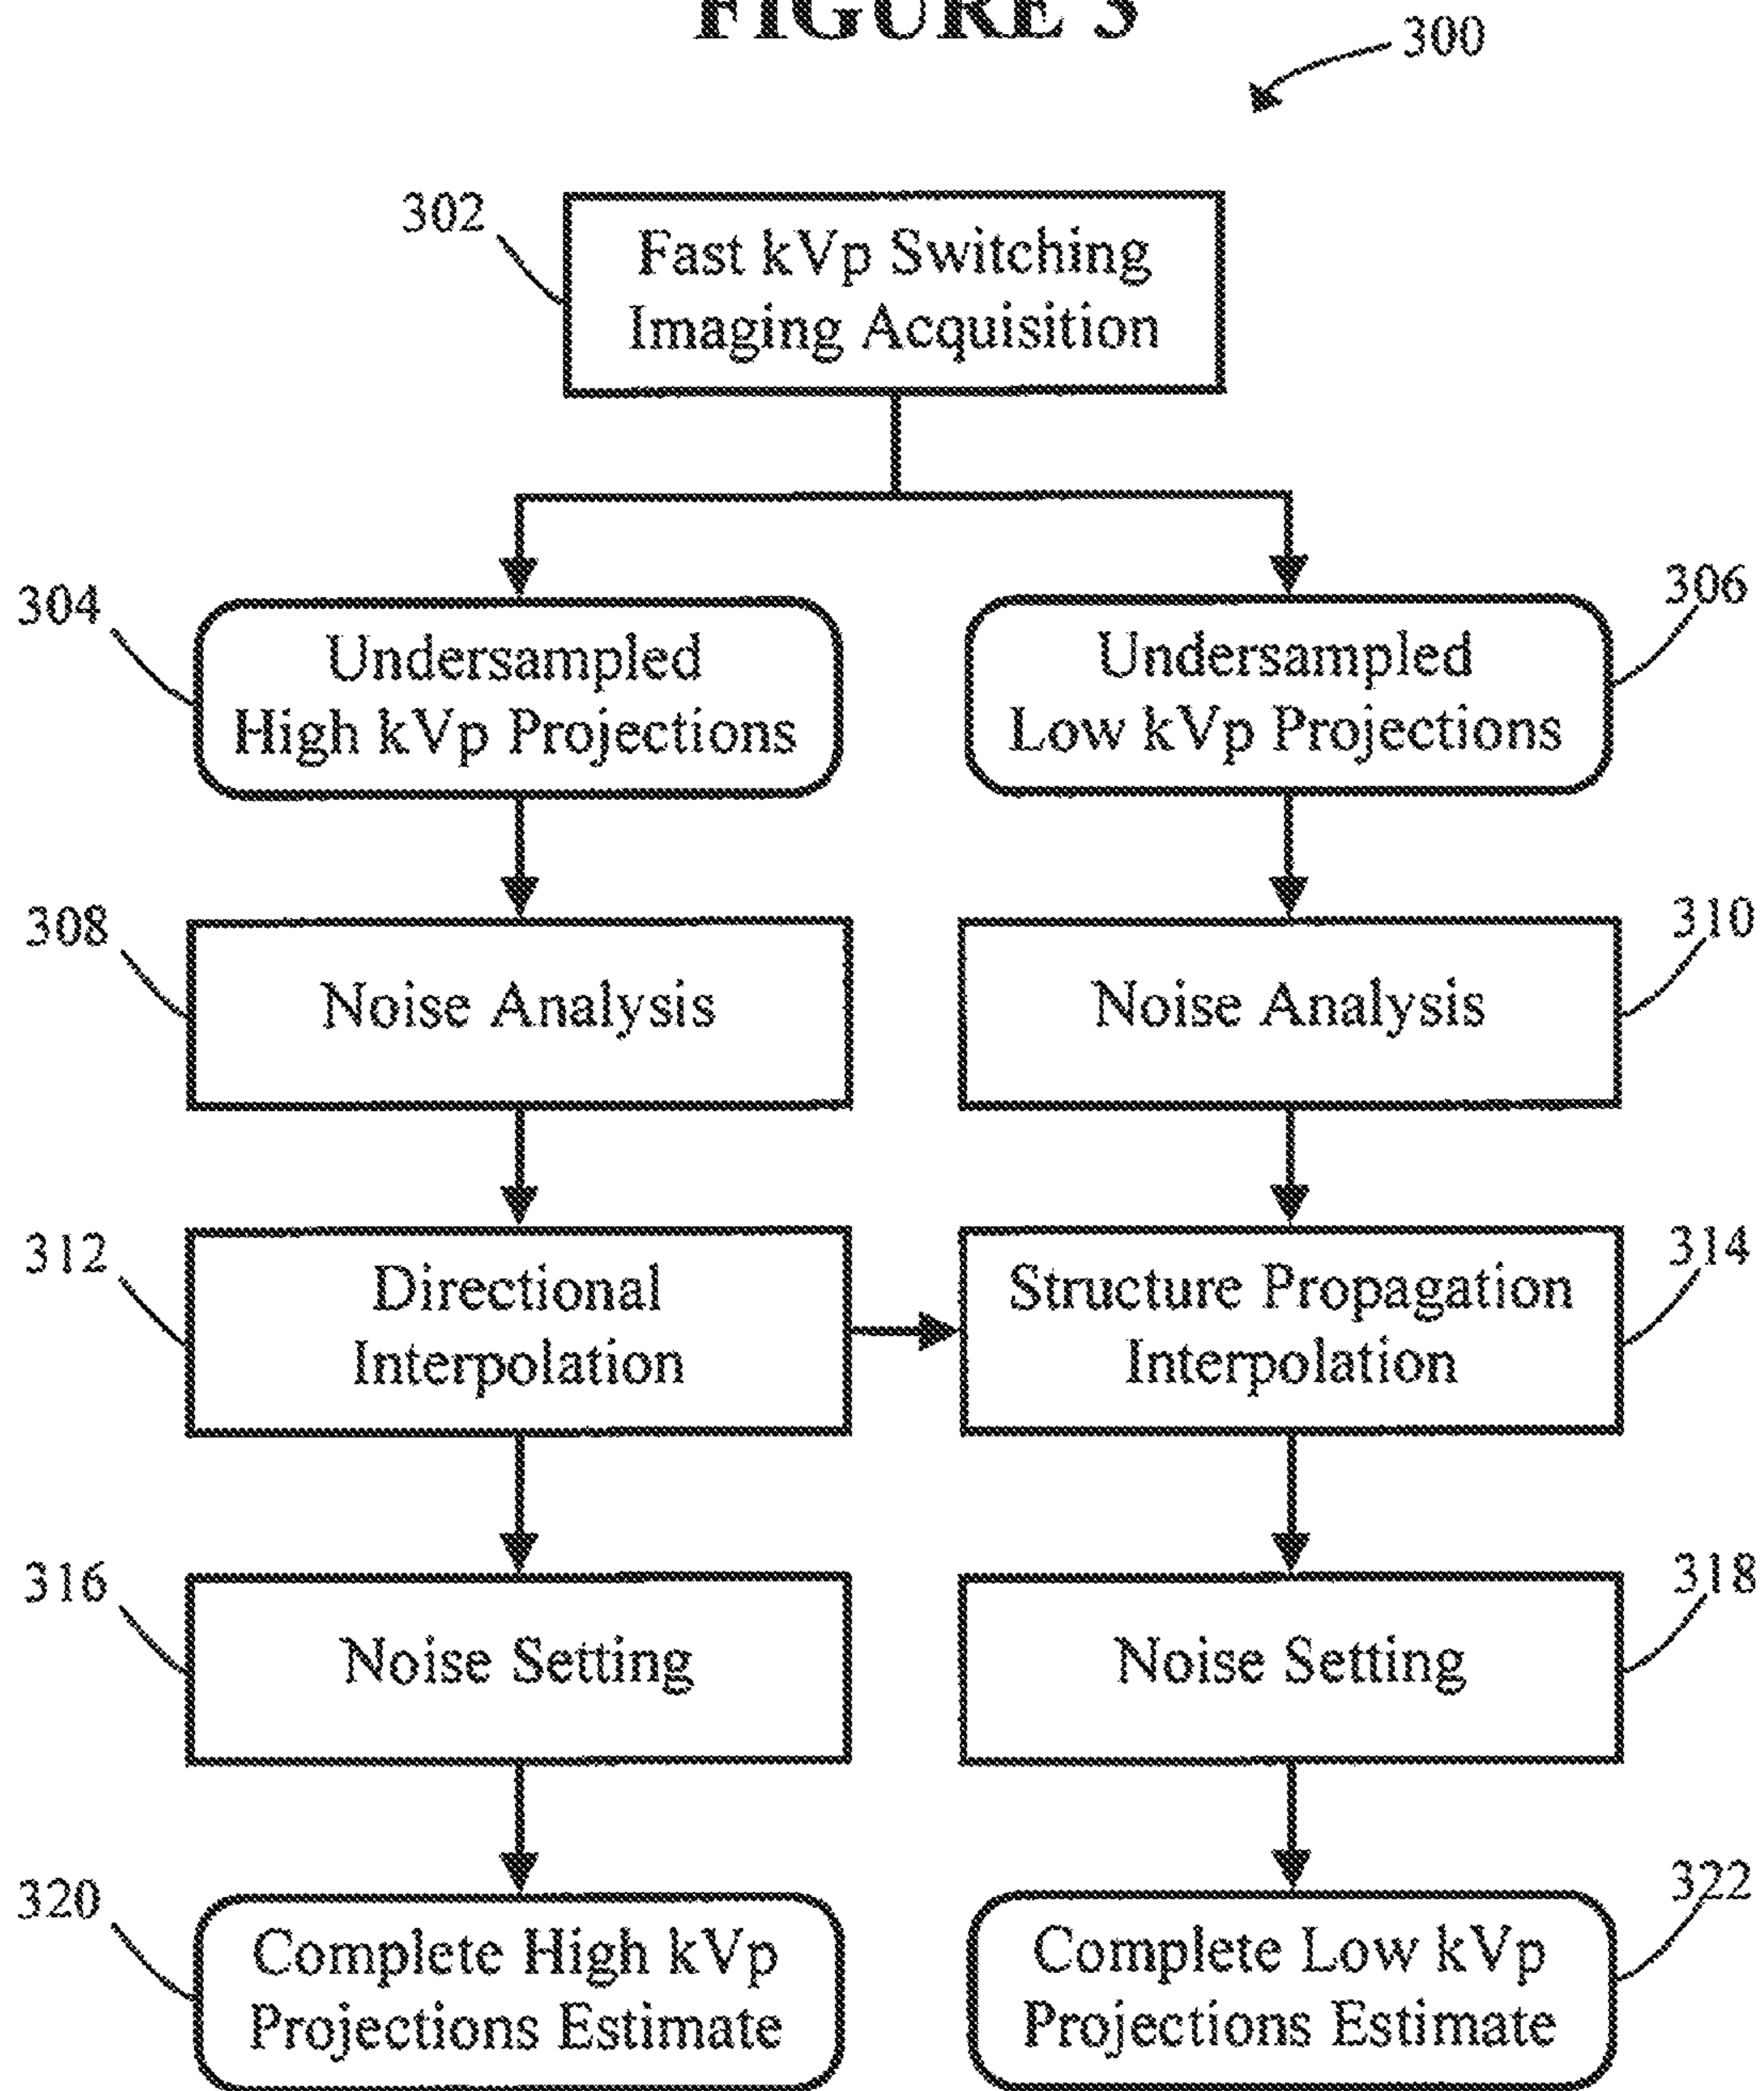 FIGURE 3
300
302
Fast kVp Switching
Imaging Acquisition
304
Undersampled
High kVp Projections
306
Undersampled
Low kVp Projections
308
Noise Analysis
310
Noise Analysis
312
Directional
Interpolation
314
Structure Propagation
Interpolation
316
Noise Setting
318
Noise Setting
320
Complete High kVp
Projections Estimate
322
Complete Low kVp
Projections Estimate